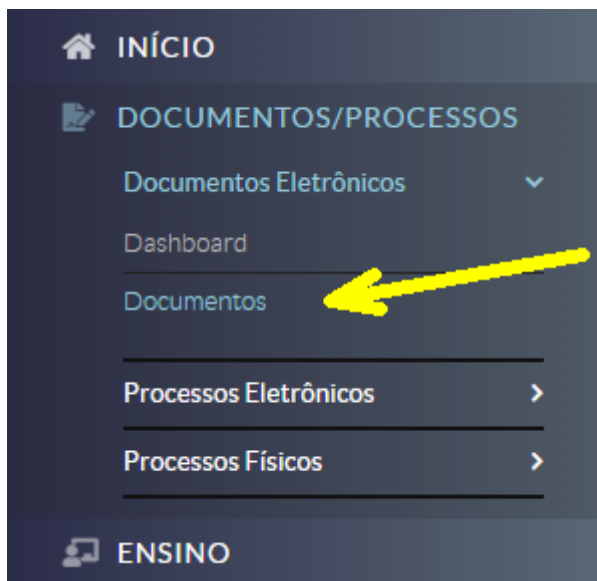 INÍCIO
DOCUMENTOS/PROCESSOS
Documentos Eletrônicos
Dashboard
Documentos
Processos Eletrônicos
Processos Físicos
ENSINO